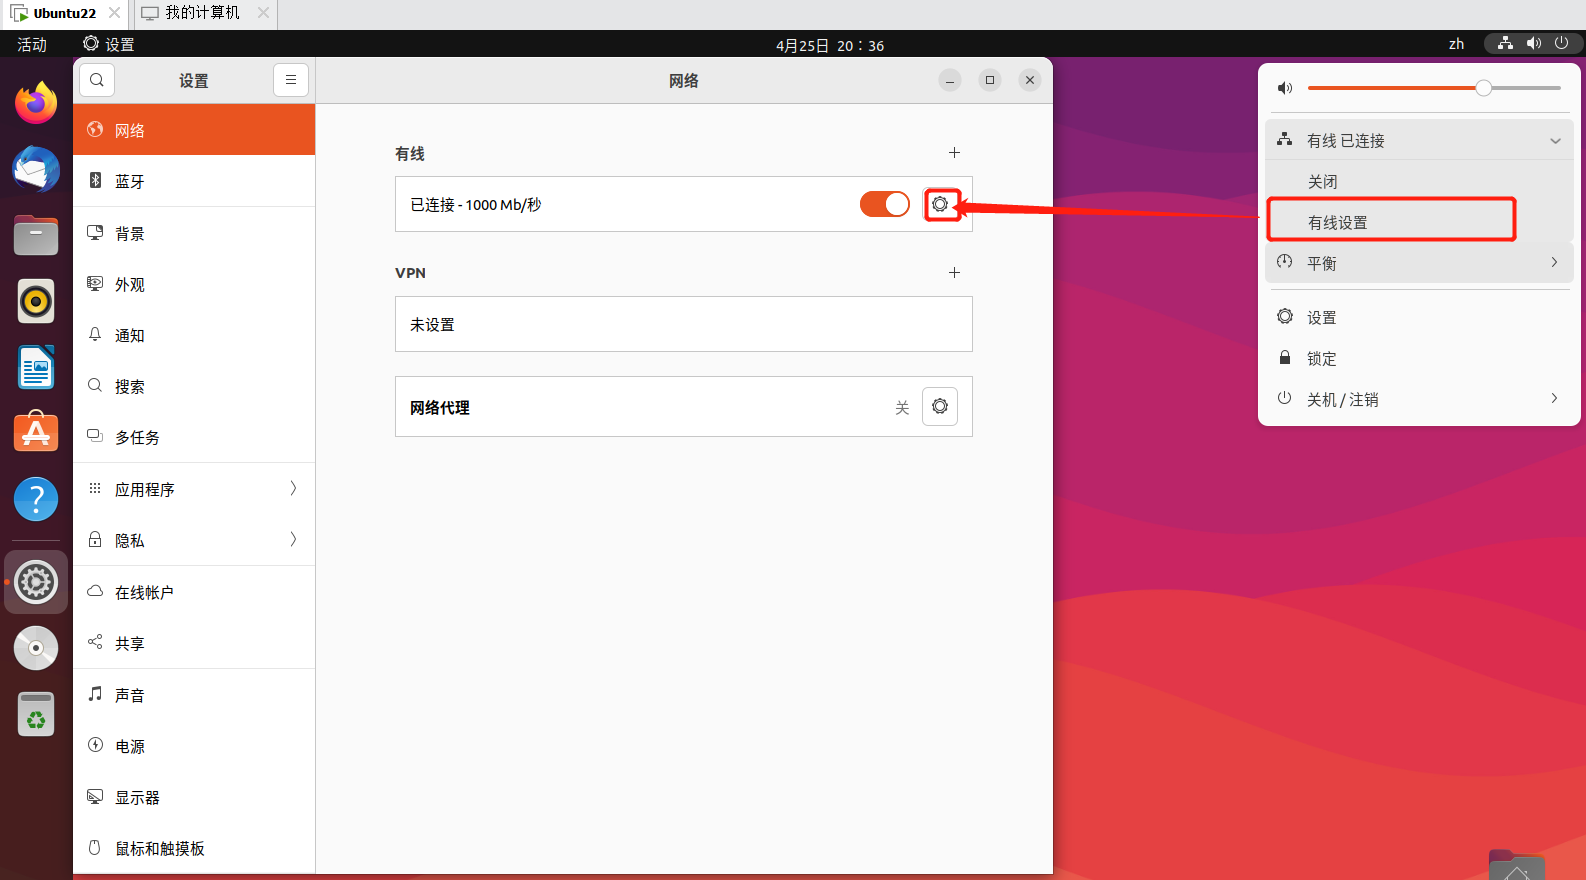 Ubuntu22
我的计算机
活动
设置
4月25日 20：36
zh
设置
网络
网络
蓝牙
背景
外观
通知
搜索
多任务
应用程序
隐私
在线帐户
共享
声音
电源
显示器
鼠标和触摸板
有线
已连接 - 1000 Mb/秒
VPN
未设置
网络代理
关
有线 已连接
关闭
有线设置
平衡
设置
锁定
关机 / 注销